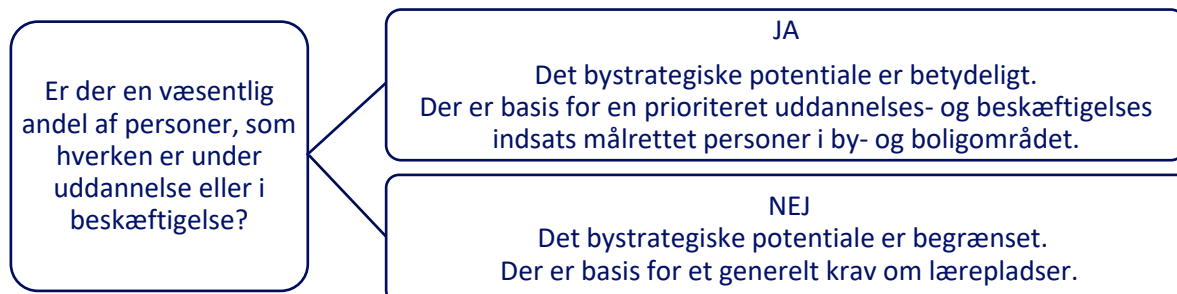 Er der en væsentlig
andel af personer, som
hverken er under
uddannelse eller i
beskæftigelse?
JA
Det bystrategiske potentiale er betydeligt.
Der er basis for en prioriteret uddannelses- og beskæftigelses
indsats målrettet personer i by- og boligområdet.
NEJ
Det bystrategiske potentiale er begrænset.
Der er basis for et generelt krav om lærepladser.